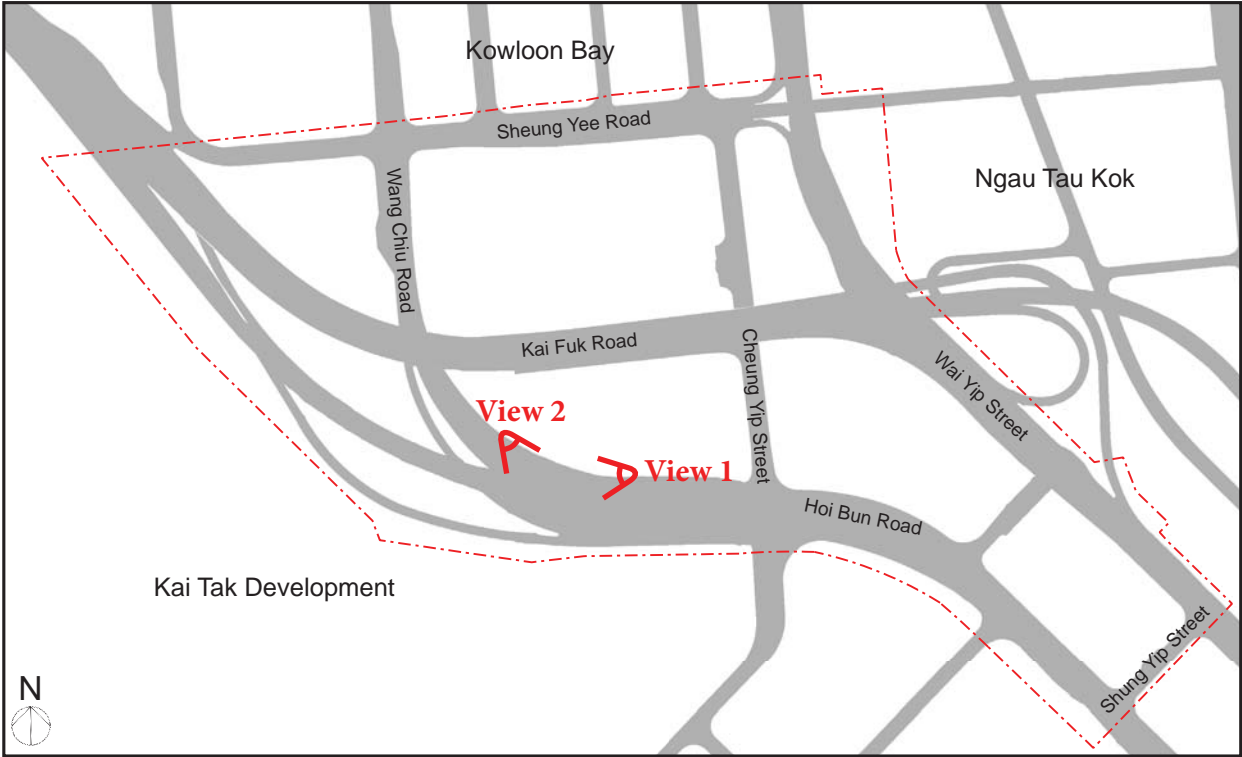 Kowloon Bay
Sheung Yee Road
Ngau Tau Kok
Wang Chiu Road
Kai Fuk Road
Cheung Yip Street
Wai Yip Street
View 2
View 1
Hoi Bun Road
Kai Tak Development
Shung Yip Street
N